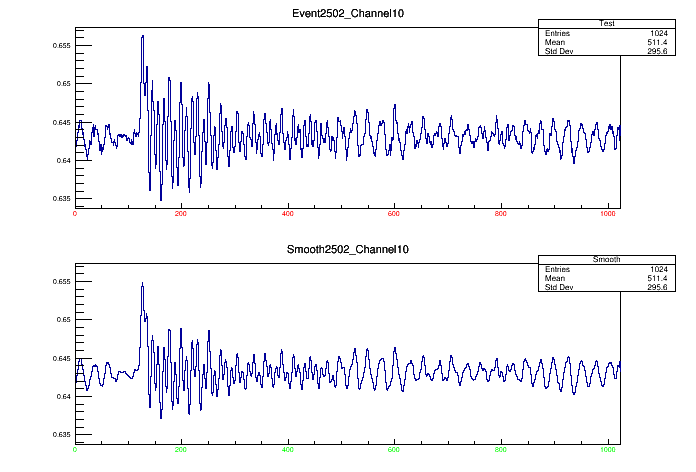 Event2502_Channel10
Test
Entries 1024
Mean 511.4
Std Dev 295.6
0.655
0.65
0.645
0.64
0.635
0 200 400 600 800 1000
Smooth2502_Channel10
Smooth
Entries 1024
Mean 511.4
Std Dev 295.6
0.655
0.65
0.645
0.64
0.635
0 200 400 600 800 1000